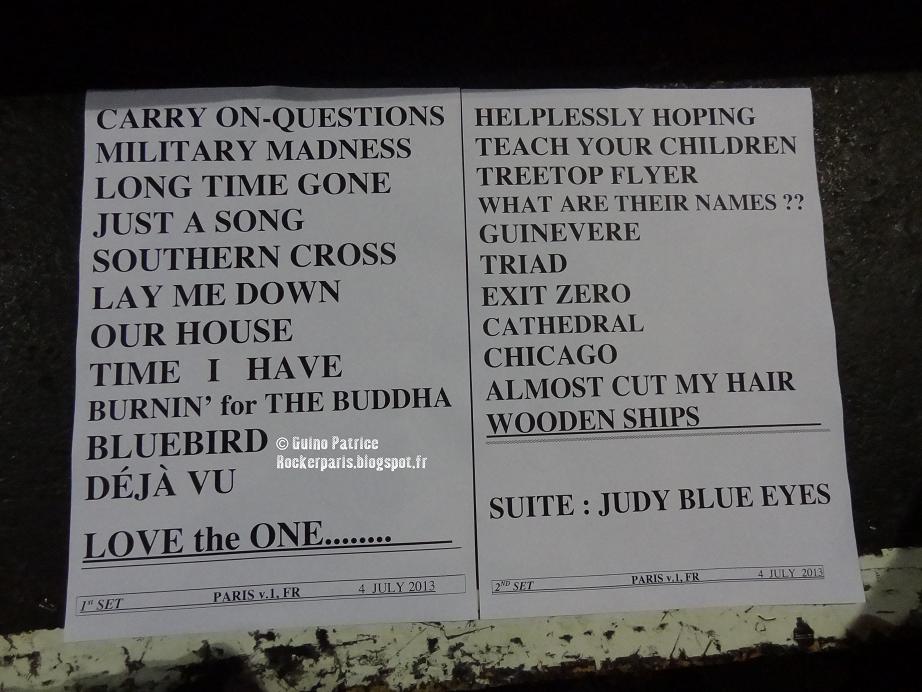 CARRY ON-QUESTIONS
MILITARY MADNESS
LONG TIME GONE
JUST A SONG
SOUTHERN CROSS
LAY ME DOWN
OUR HOUSE
TIME I HAVE
BURNIN' for THE BUDDHA
BLUEBIRD
DÉJÀ VU
LOVE the ONE........
1st SET PARIS v.1, FR 4 JULY 2013
© Guino Patrice
Rockerparis.blogspot.fr
HELPLESSLY HOPING
TEACH YOUR CHILDREN
TREETOP FLYER
WHAT ARE THEIR NAMES ??
GUINEVERE
TRIAD
EXIT ZERO
CATHEDRAL
CHICAGO
ALMOST CUT MY HAIR
WOODEN SHIPS
SUITE : JUDY BLUE EYES
2ND SET PARIS v.1, FR 4 JULY 2013